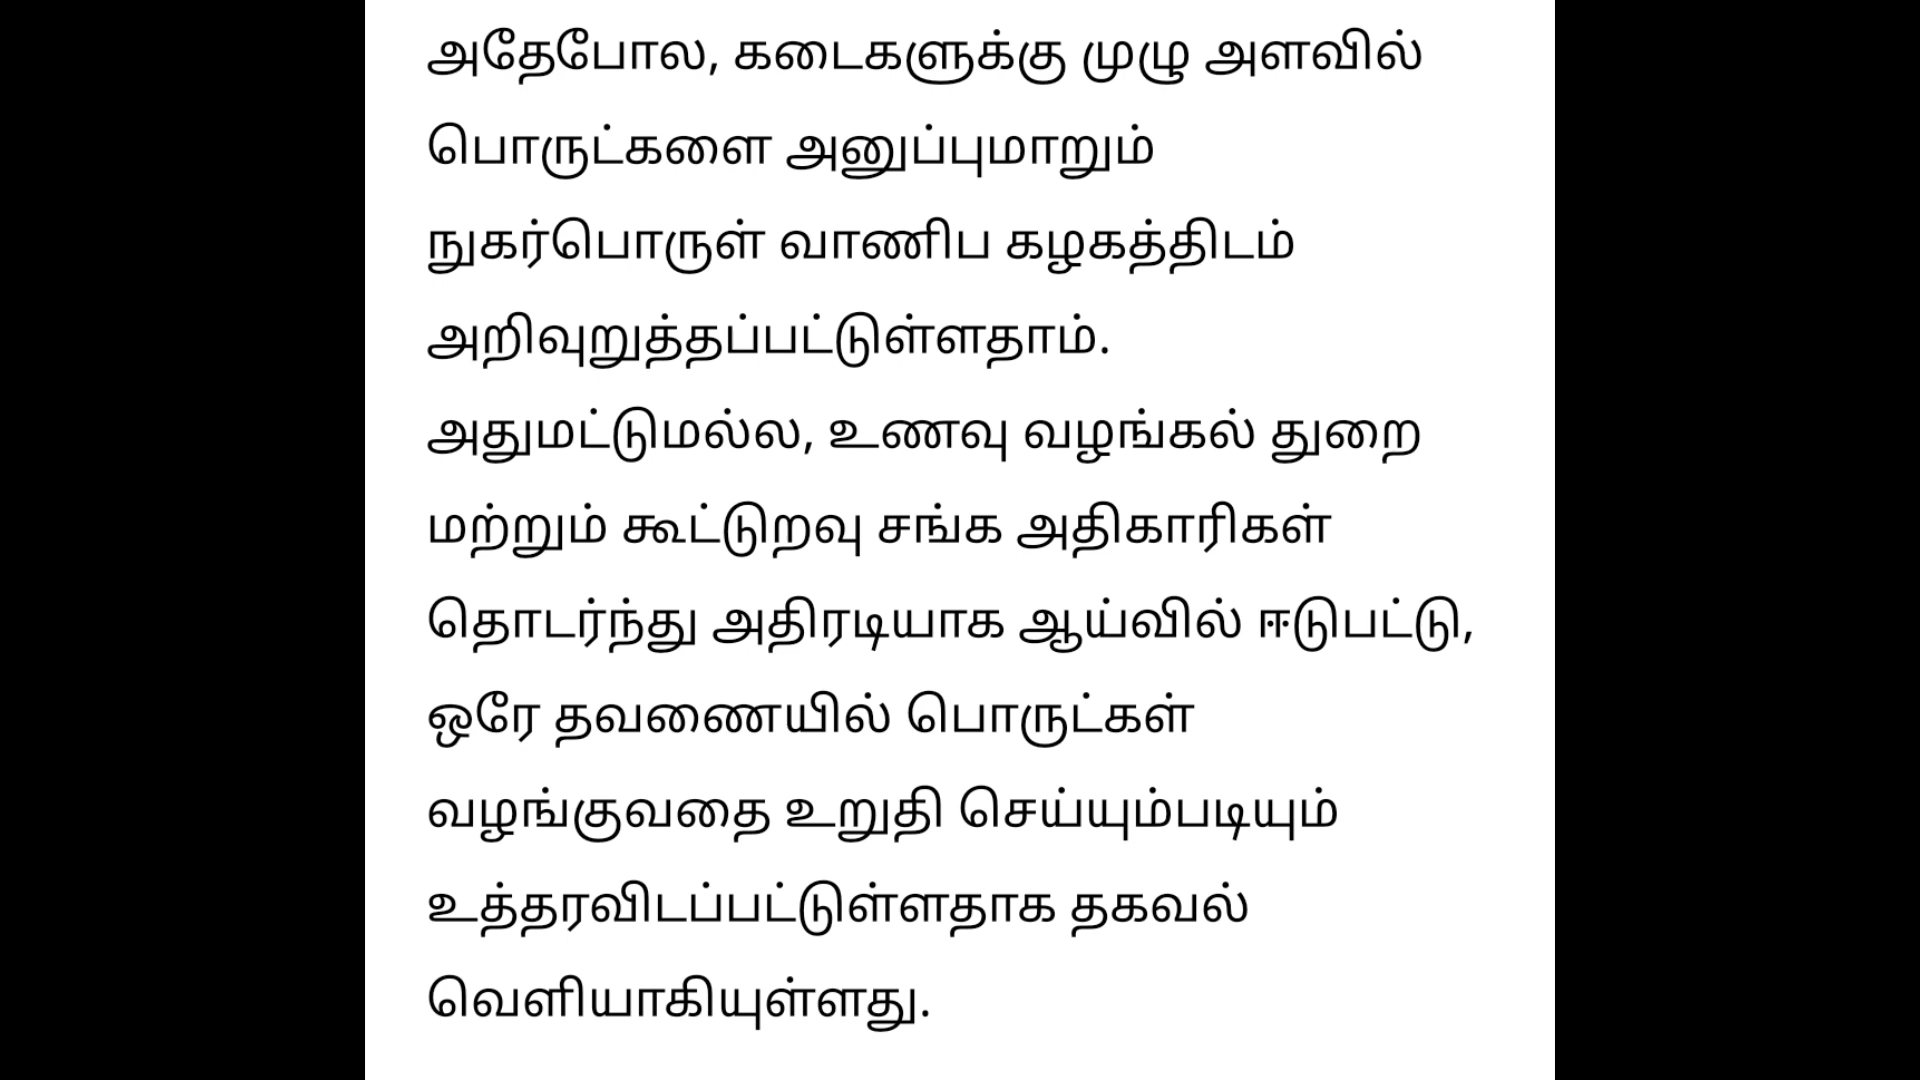 அதேபோல, கடைகளுக்கு முழு அளவில்
பொருட்களை அனுப்புமாறும்
நுகர்பொருள் வாணிப கழகத்திடம்
அறிவுறுத்தப்பட்டுள்ளதாம்.
அதுமட்டுமல்ல, உணவு வழங்கல் துறை
மற்றும் கூட்டுறவு சங்க அதிகாரிகள்
தொடர்ந்து அதிரடியாக ஆய்வில் ஈடுபட்டு,
ஒரே தவணையில் பொருட்கள்
வழங்குவதை உறுதி செய்யும்படியும்
உத்தரவிடப்பட்டுள்ளதாக தகவல்
வெளியாகியுள்ளது.